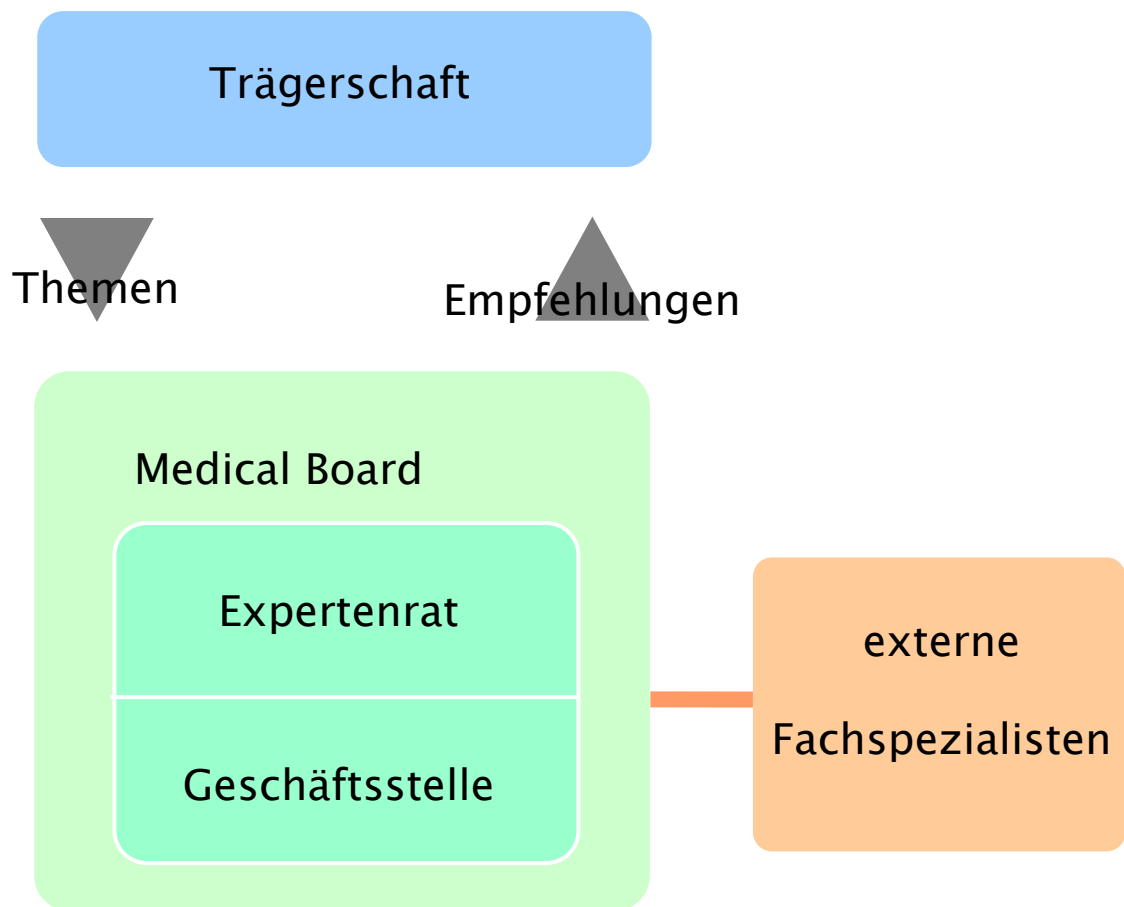 Trägerschaft
Themen
Empfehlungen
Medical Board
Expertenrat
Geschäftsstelle
externe
Fachspezialisten